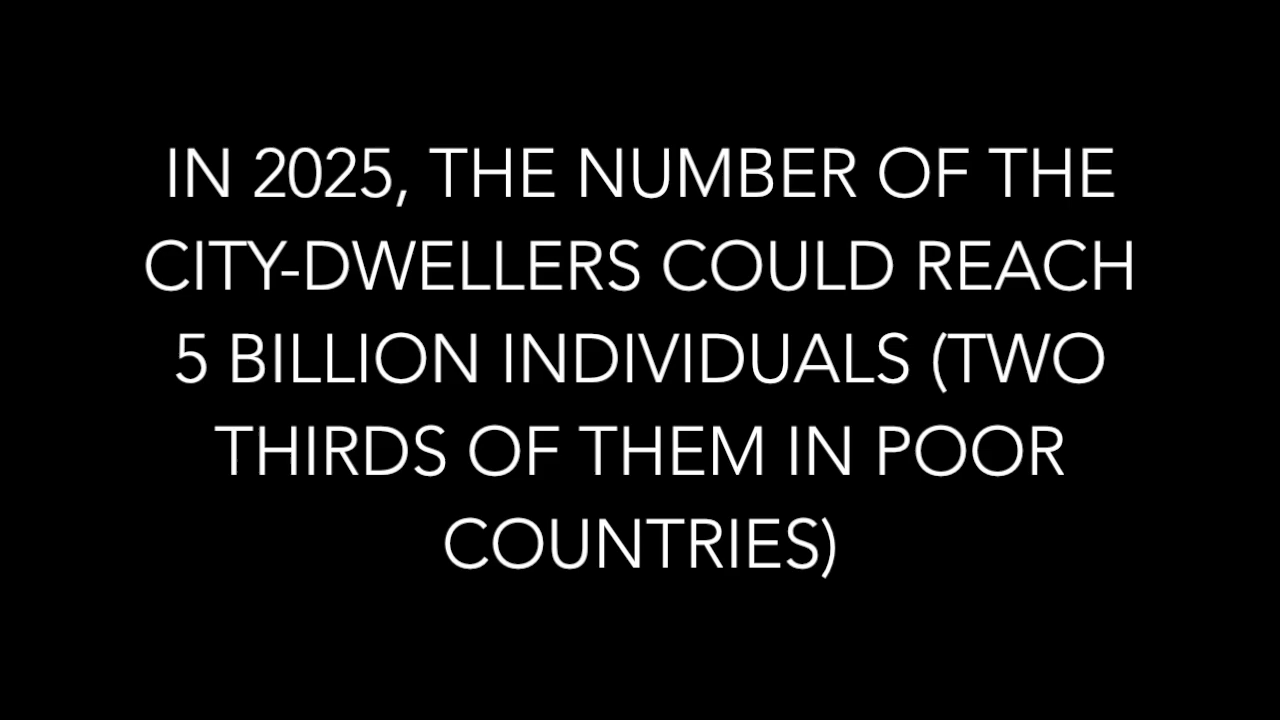 IN 2025, THE NUMBER OF THE
CITY-DWELLERS COULD REACH
5 BILLION INDIVIDUALS (TWO
THIRDS OF THEM IN POOR
COUNTRIES)